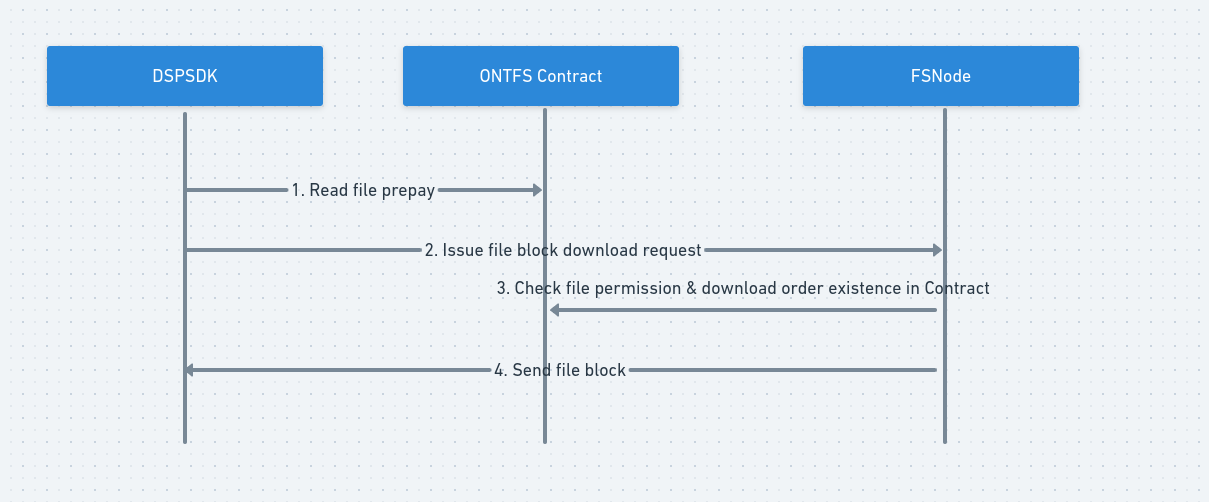 DSPSDK
ONTFS Contract
FSNode
1. Read file prepay
2. Issue file block download request
3. Check file permission & download order existence in Contract
4. Send file block